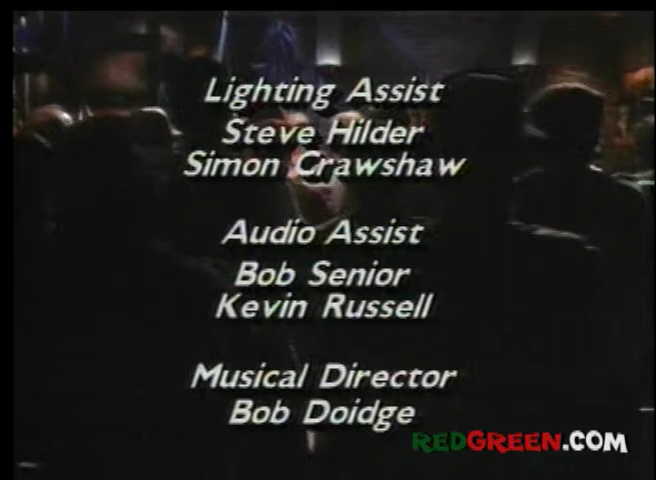 Lighting Assist
Steve Hilder
Simon Crawshaw
Audio Assist
Bob Senior
Kevin Russell
Musical Director
Bob Doidge
REDGREEN.COM